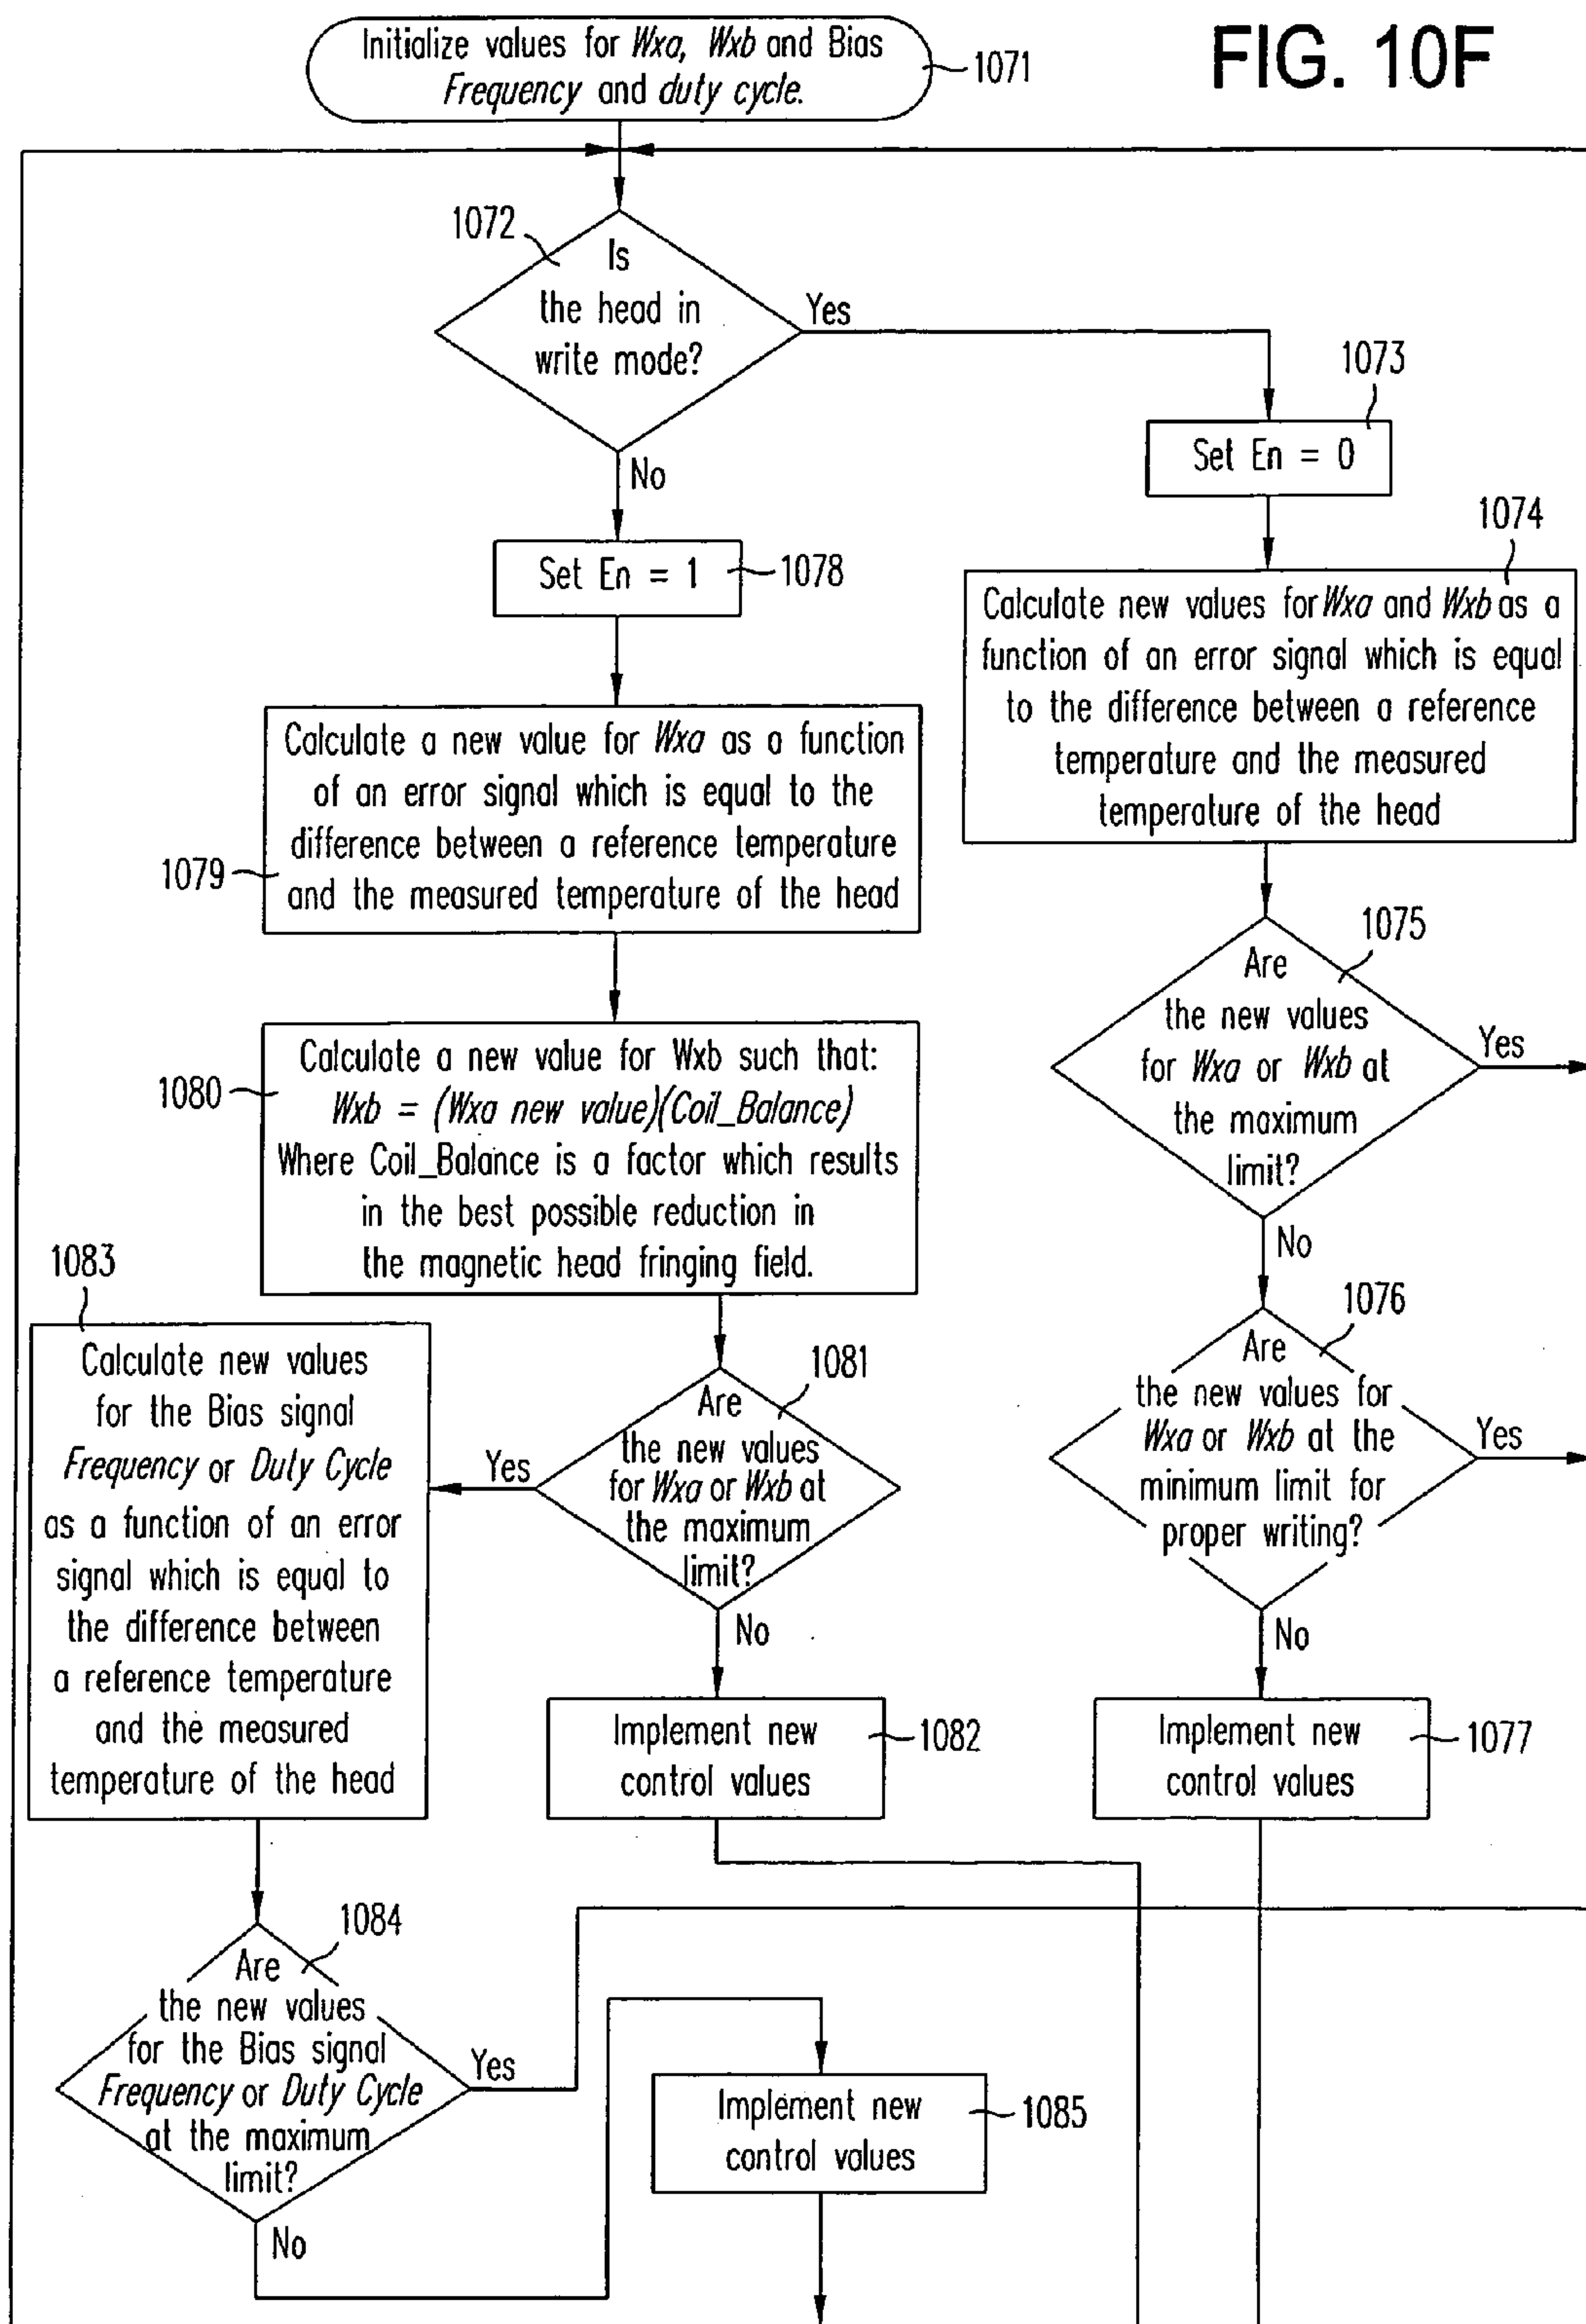 FIG. 10F
Initialize values for Wxa, Wxb and Bias
Frequency and duty cycle.
1071
1072
Is
the head in
write mode?
Yes
No
1073
Set En = 0
1074
Calculate new values for Wxa and Wxb as a
function of an error signal which is equal
to the difference between a reference
temperature and the measured
temperature of the head
1075
Are
the new values
for Wxa or Wxb at
the maximum
limit?
Yes
No
1076
Are
the new values for
Wxa or Wxb at the
minimum limit for
proper writing?
Yes
No
Implement new
control values
1077
Set En = 1
1078
Calculate a new value for Wxa as a function
of an error signal which is equal to the
difference between a reference temperature
and the measured temperature of the head
1079
Calculate a new value for Wxb such that:
Wxb = (Wxa new value)(Coil_Balance)
Where Coil_Balance is a factor which results
in the best possible reduction in
the magnetic head fringing field.
1080
1081
Are
the new values
for Wxa or Wxb at
the maximum
limit?
Yes
No
Implement new
control values
1082
1083
Calculate new values
for the Bias signal
Frequency or Duty Cycle
as a function of an error
signal which is equal to
the difference between
a reference temperature
and the measured
temperature of the head
1084
Are
the new values
for the Bias signal
Frequency or Duty Cycle
at the maximum
limit?
Yes
No
Implement new
control values
1085